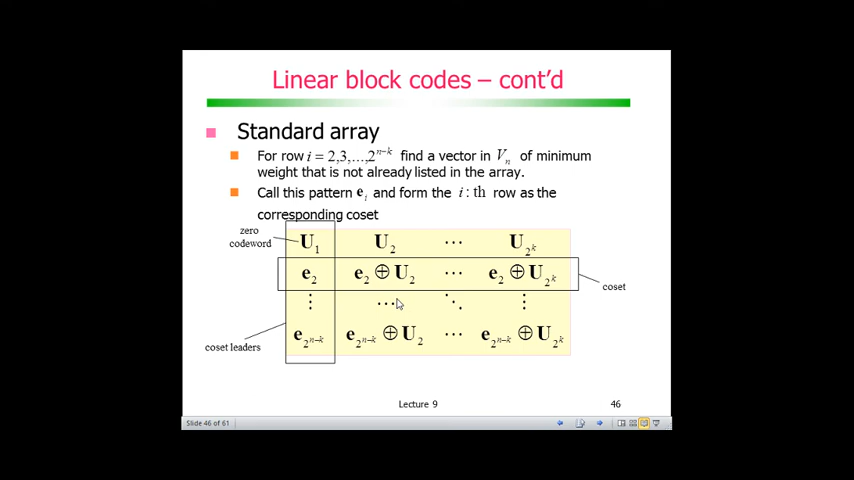 Linear block codes – cont'd
Standard array
For row i = 2,3,...,2^{n−k} find a vector in V_n of minimum
weight that is not already listed in the array.
Call this pattern e_i and form the i : th row as the
corresponding coset
zero
codeword
U_1 U_2 ⋯ U_{2^k}
e_2 e_2 ⊕ U_2 ⋯ e_2 ⊕ U_{2^k}
coset
⋮ ⋯ ⋱ ⋮
e_{2^{n−k}} e_{2^{n−k}} ⊕ U_2 ⋯ e_{2^{n−k}} ⊕ U_{2^k}
coset leaders
Lecture 9
46
Slide 46 of 61